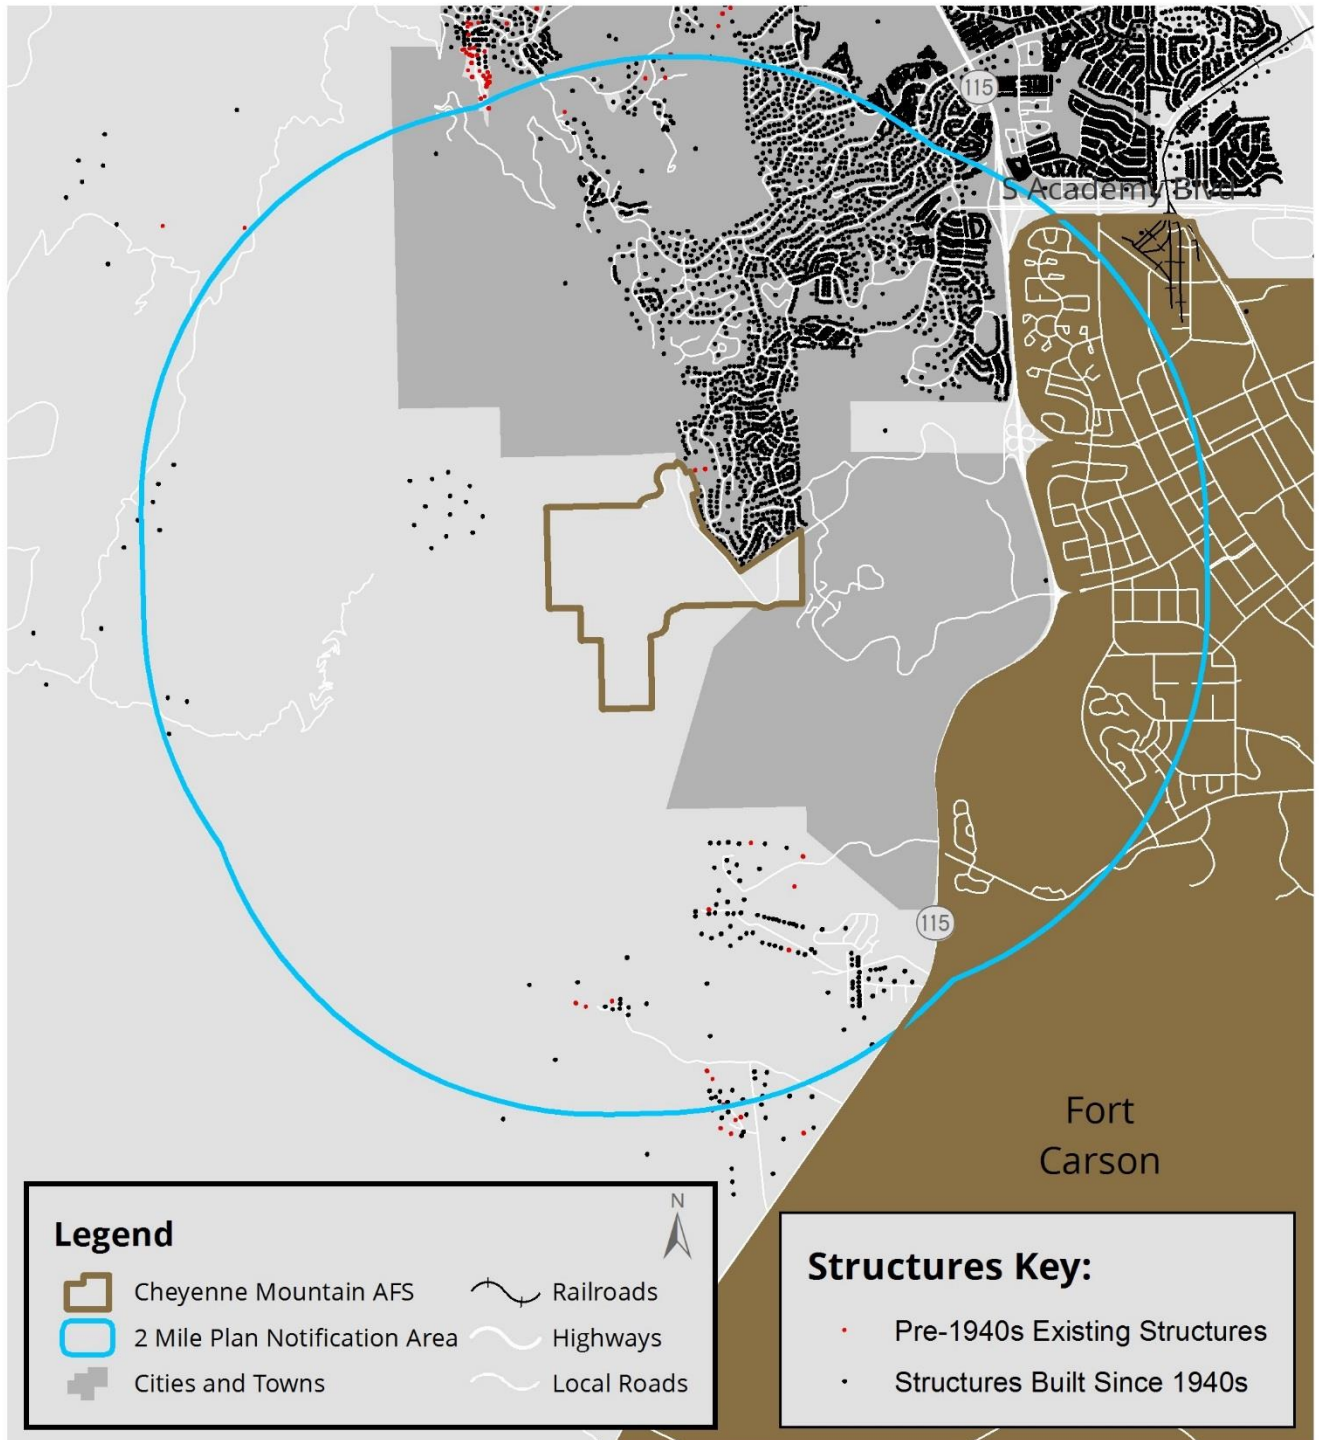 115
S Academy Blvd
115
Fort
Carson
Legend
N
Cheyenne Mountain AFS
2 Mile Plan Notification Area
Cities and Towns
Railroads
Highways
Local Roads
Structures Key:
Pre-1940s Existing Structures
Structures Built Since 1940s